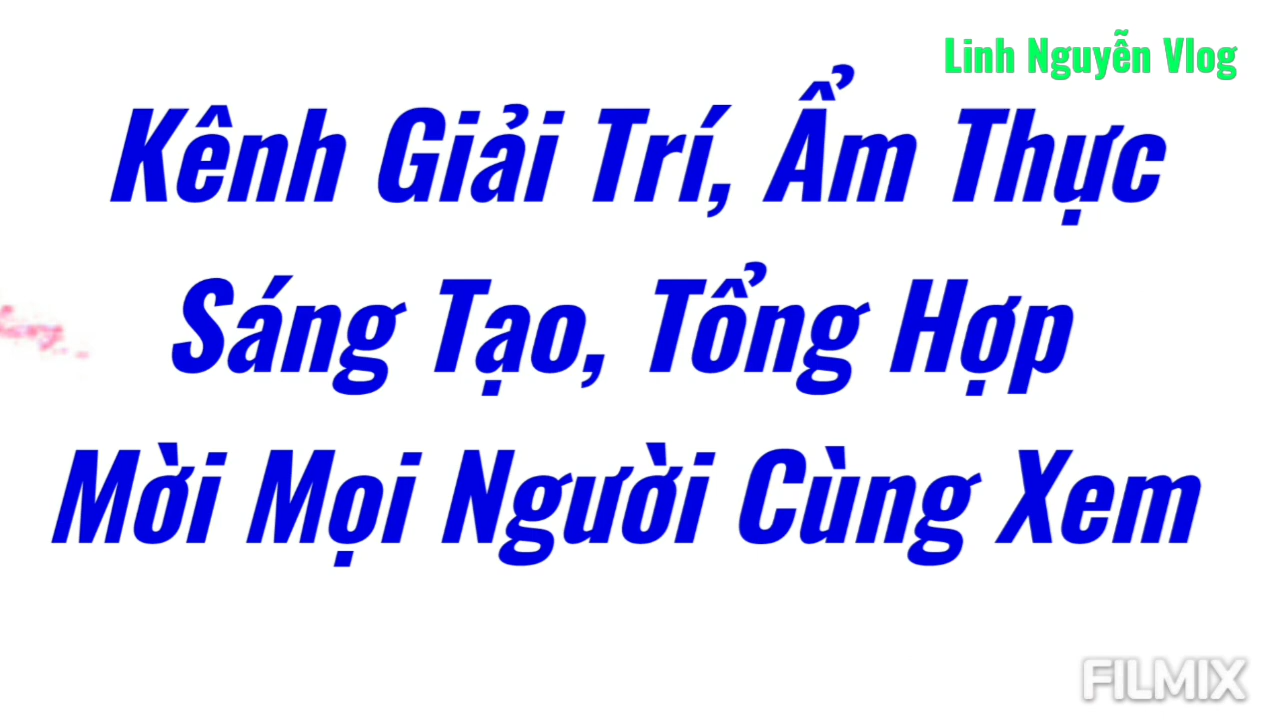 Linh Nguyễn Vlog
Kênh Giải Trí, Ẩm Thực
Sáng Tạo, Tổng Hợp
Mời Mọi Người Cùng Xem
FILMIX